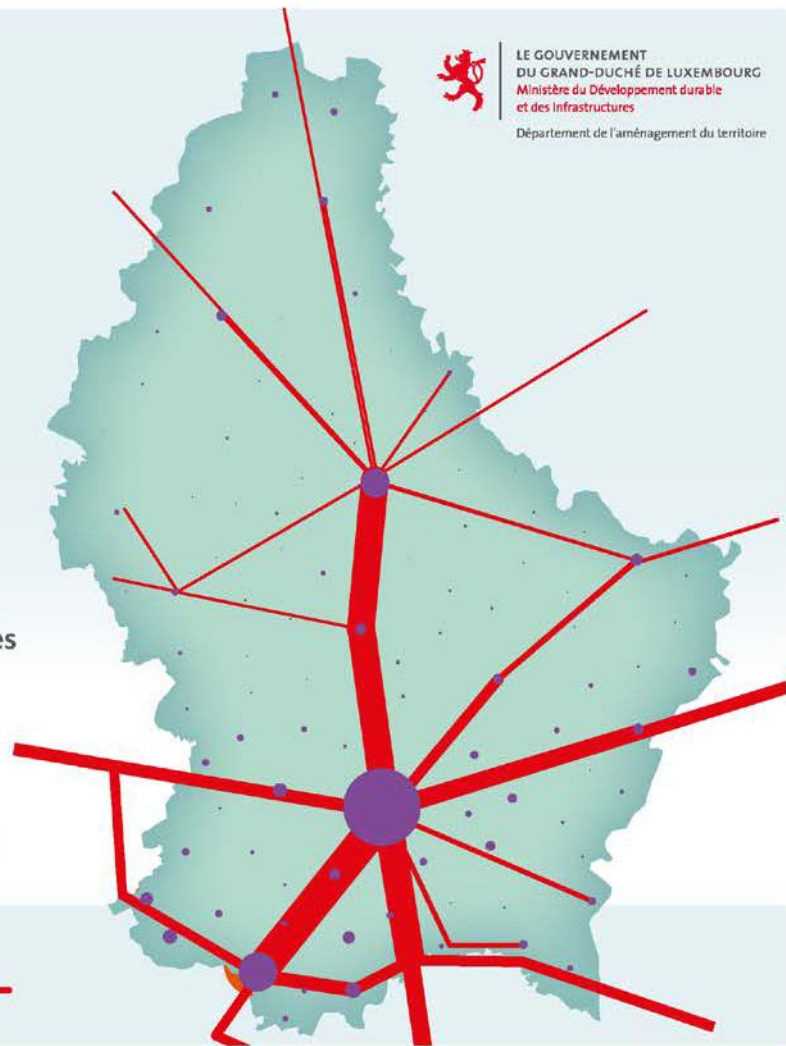 LE GOUVERNEMENT
DU GRAND-DUCHÉ DE LUXEMBOURG
Ministère du Développement durable
et des Infrastructures
Département de l'aménagement du territoire
es